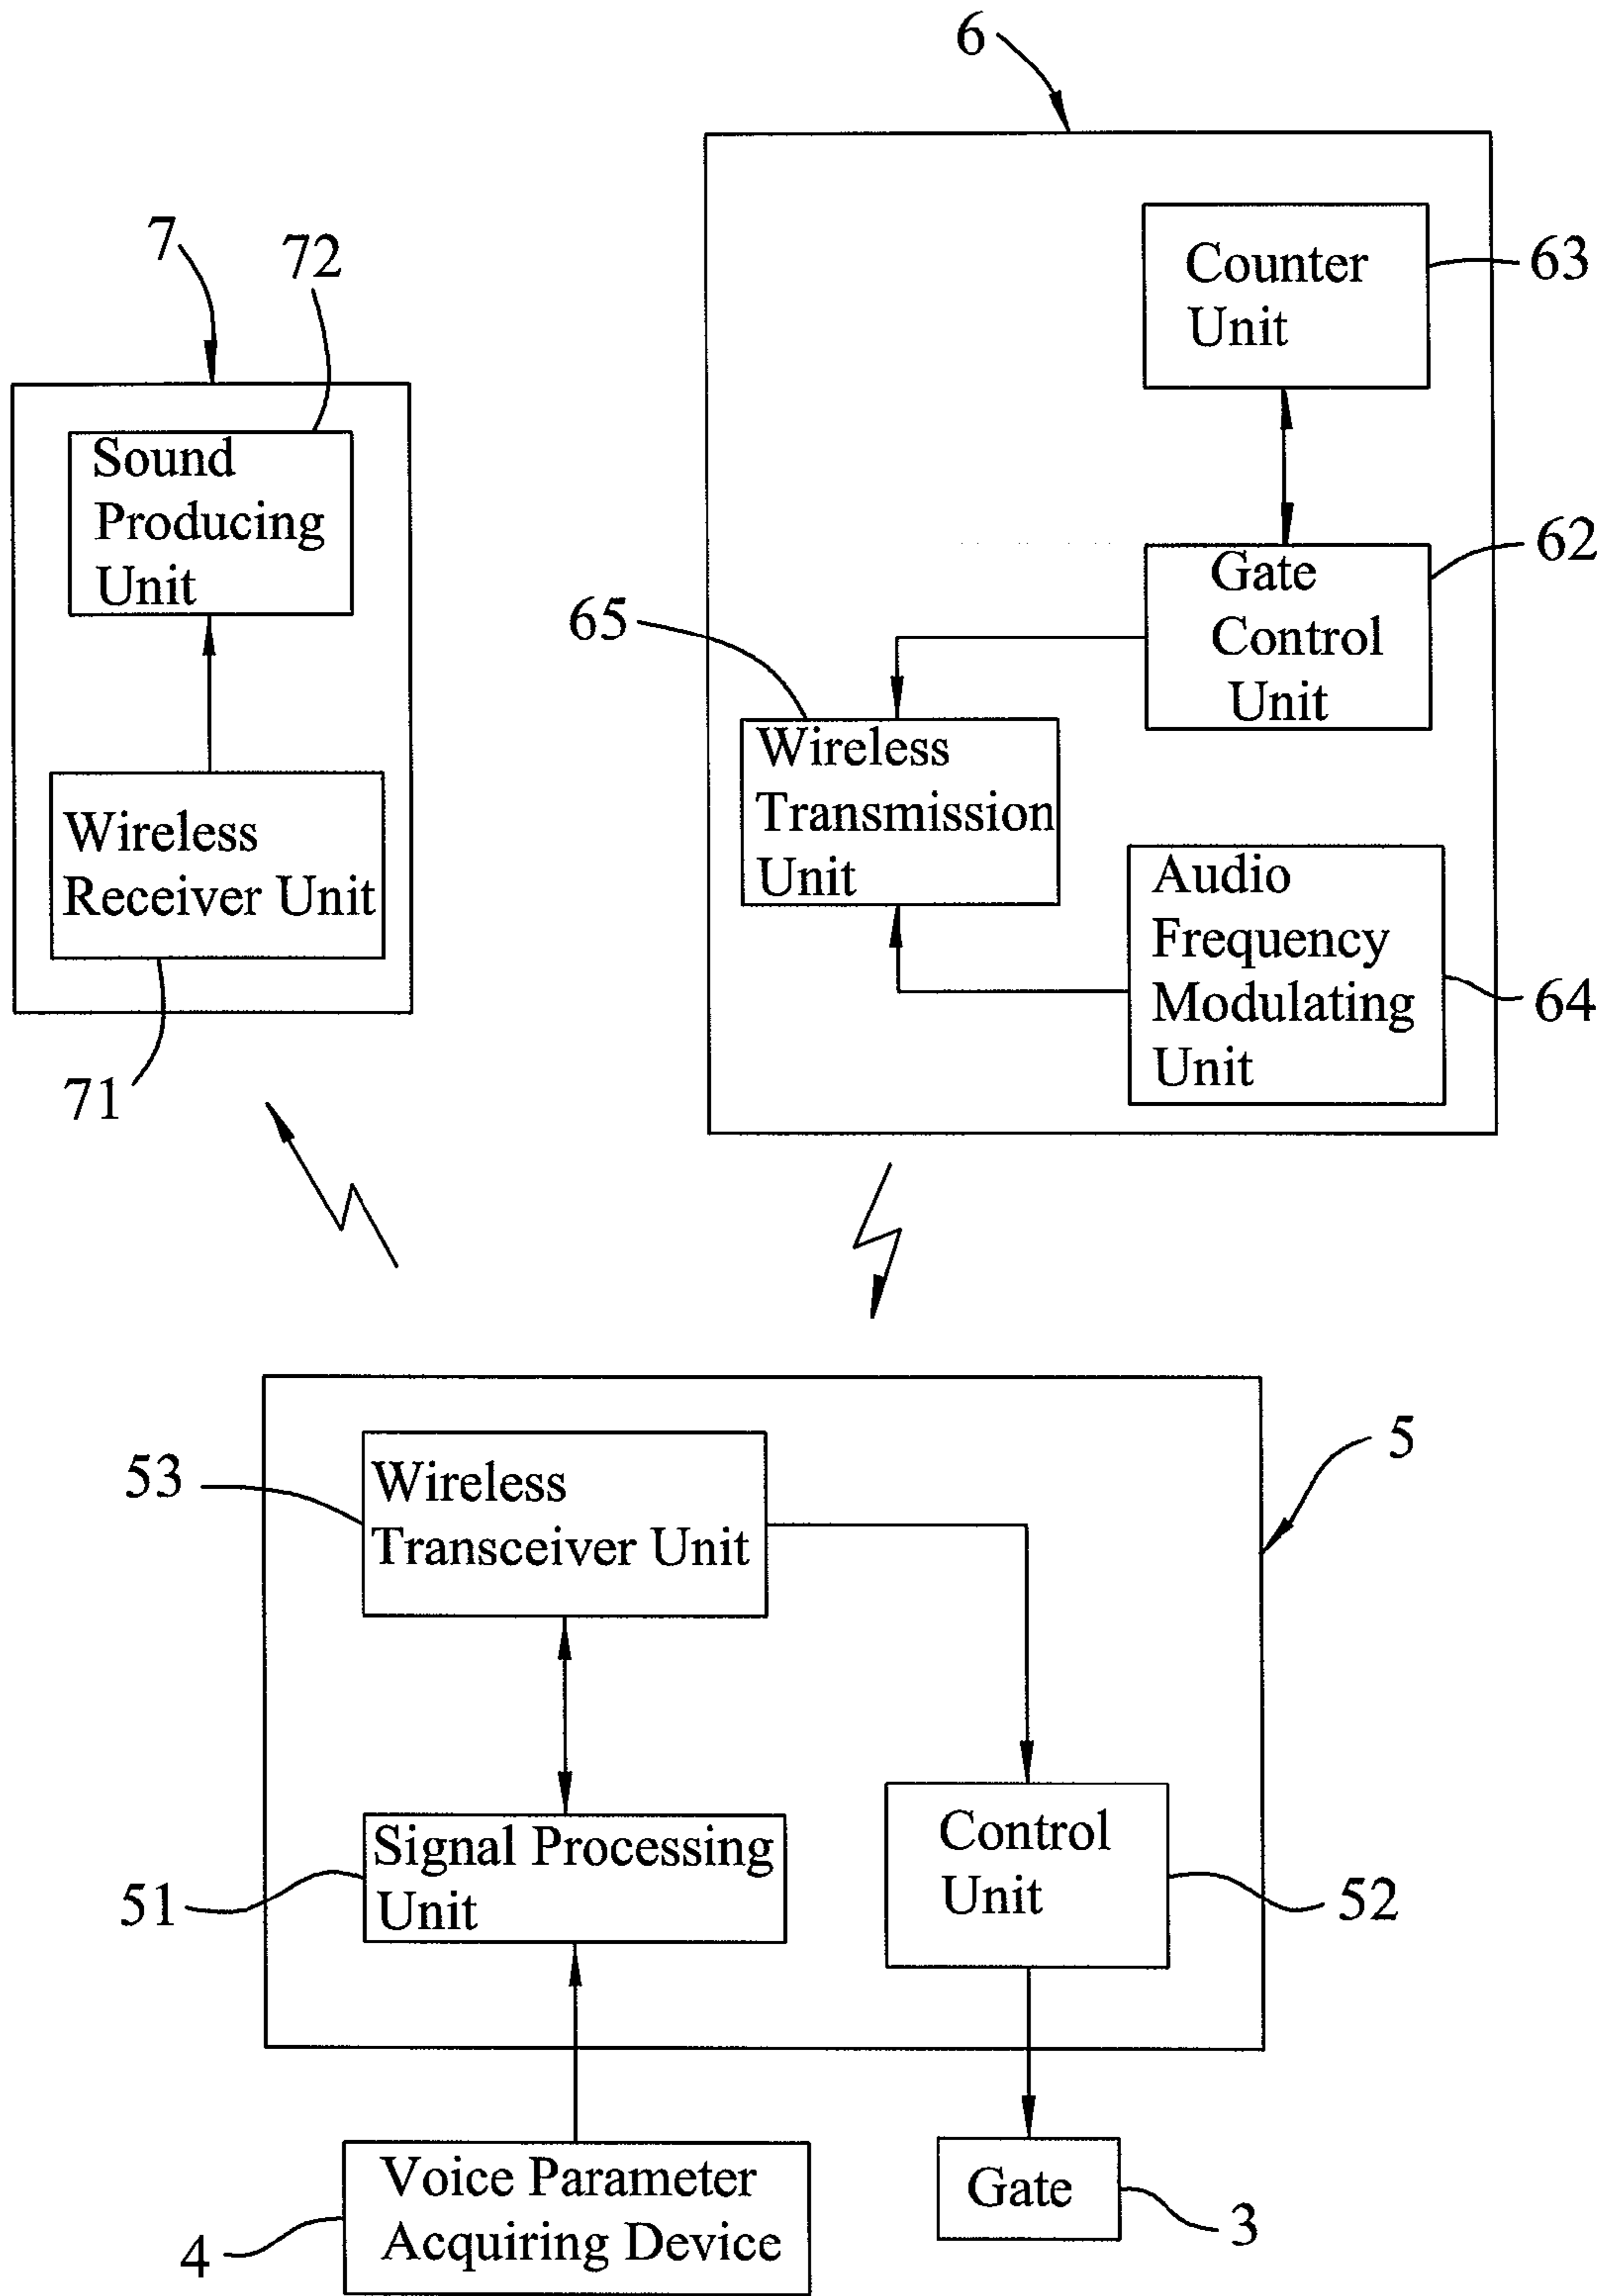 6
7
72
Sound
Producing
Unit
Wireless
Receiver Unit
71
Counter
Unit
63
Gate
Control
Unit
62
65
Wireless
Transmission
Unit
Audio
Frequency
Modulating
Unit
64
5
53
Wireless
Transceiver Unit
Signal Processing
Unit
51
Control
Unit
52
Voice Parameter
Acquiring Device
4
Gate
3